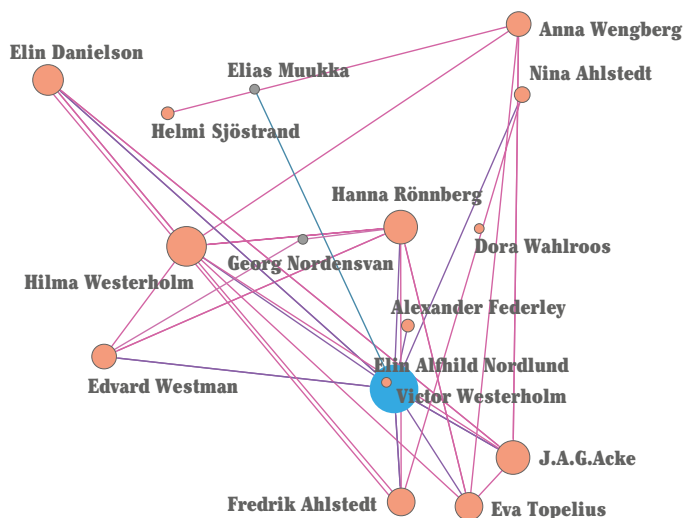 Anna Wengberg
Elin Danielson
Elias Muukka
Nina Ahlstedt
Helmi Sjöstrand
Hanna Rönnberg
Dora Wahlroos
Georg Nordensvan
Hilma Westerholm
Alexander Federley
Elin Alfhild Nordlund
Edvard Westman
Victor Westerholm
J.A.G.Acke
Fredrik Ahlstedt
Eva Topelius